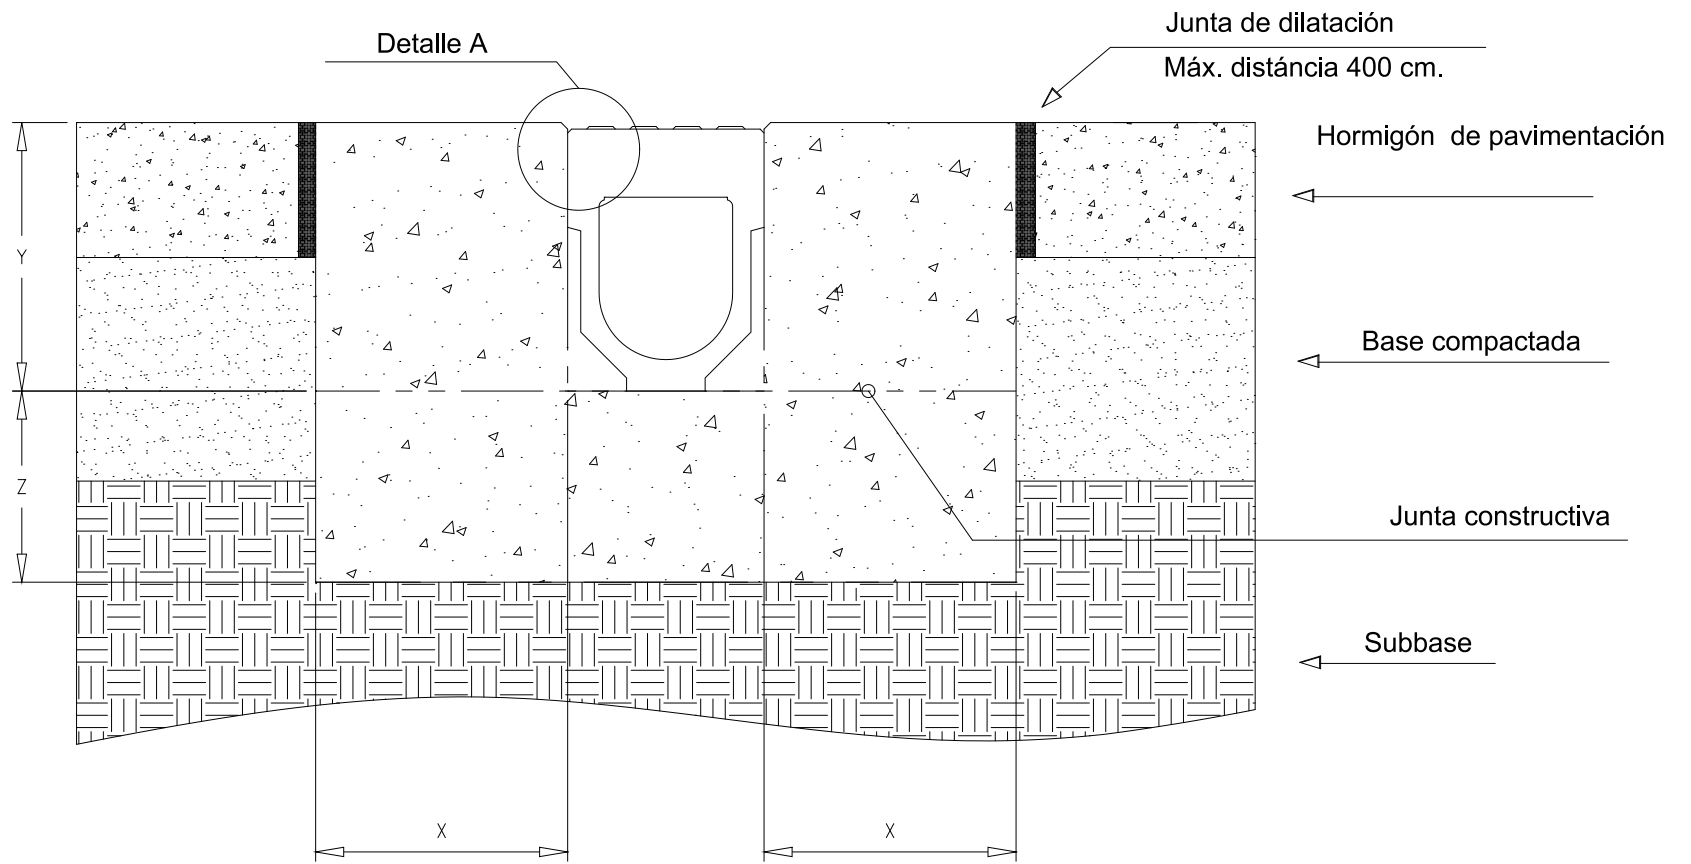 Junta de dilatación
Detalle A
Máx. distáncia 400 cm.
Hormigón de pavimentación
Y
Base compactada
Z
Junta constructiva
Subbase
X
X